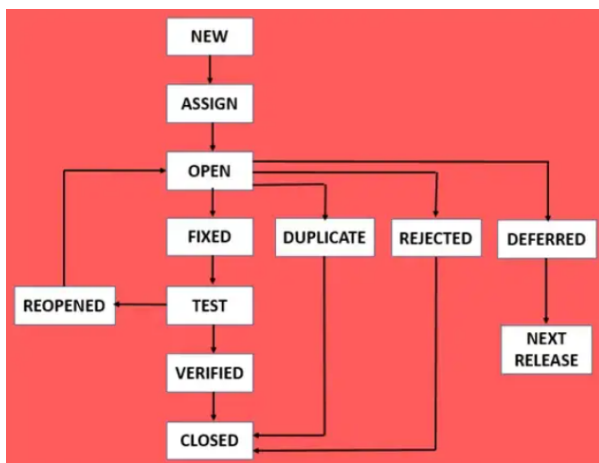 NEW
ASSIGN
OPEN
FIXED
DUPLICATE
REJECTED
DEFERRED
REOPENED
TEST
NEXT
RELEASE
VERIFIED
CLOSED